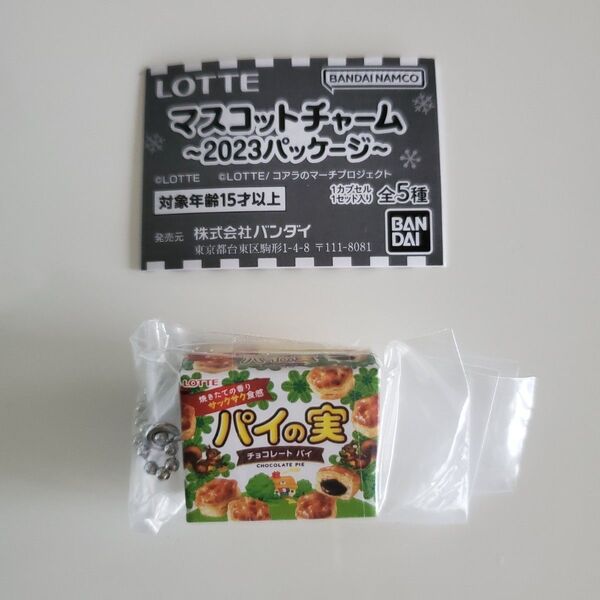 LOTTE
BANDAI NAMCO
マスコットチャーム
~2023パッケージ~
©LOTTE ©LOTTE/コアラのマーチプロジェクト
対象年齢15才以上
1カプセル
1セット入り
全5種
発売元 株式会社バンダイ
東京都台東区駒形1-4-8 〒111-8081
BAN
DAI
LOTTE
焼きたての香り
サックサク食感
パイの実
チョコレート パイ
CHOCOLATE PIE